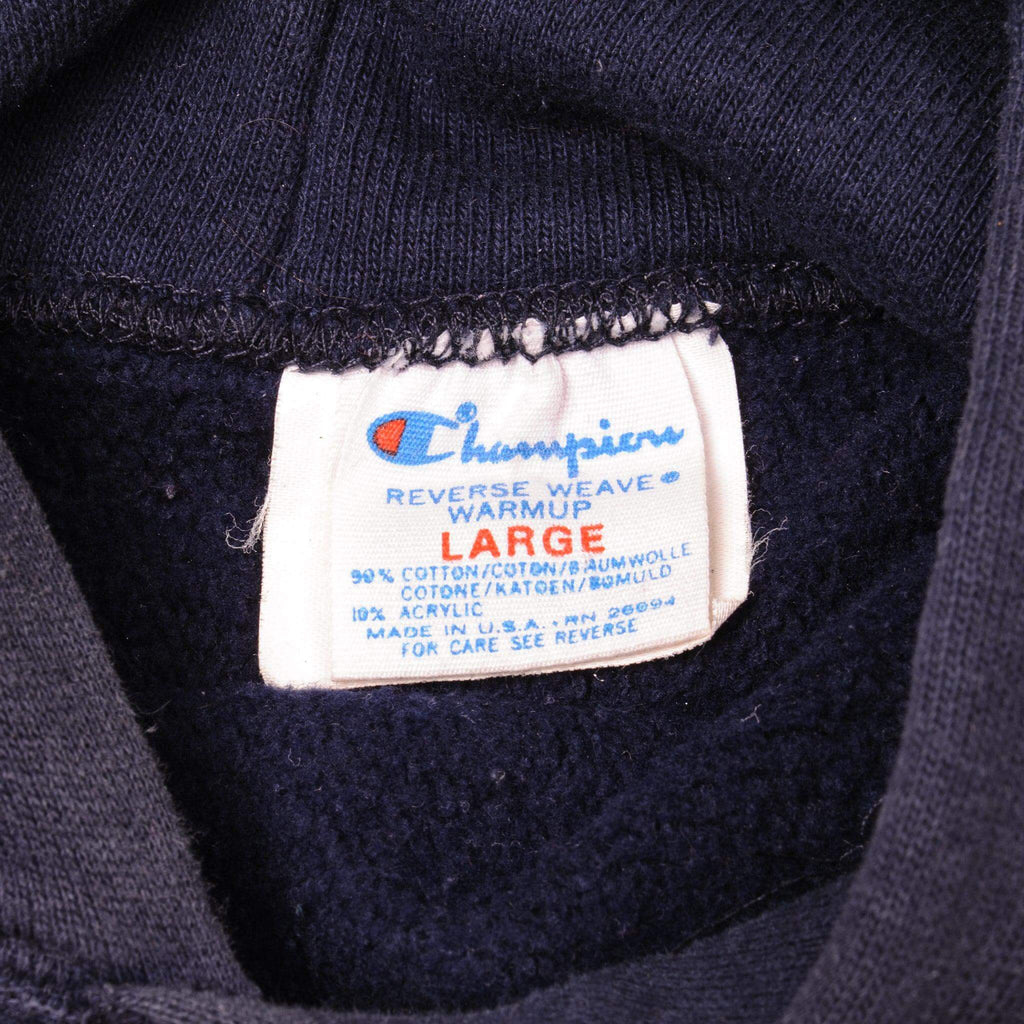 Champion®
REVERSE WEAVE®
WARMUP
LARGE
90% COTTON/COTON/BAUMWOLLE
COTONE/KATOEN/BOMULD
10% ACRYLIC
MADE IN U.S.A. · RN 26094
FOR CARE SEE REVERSE